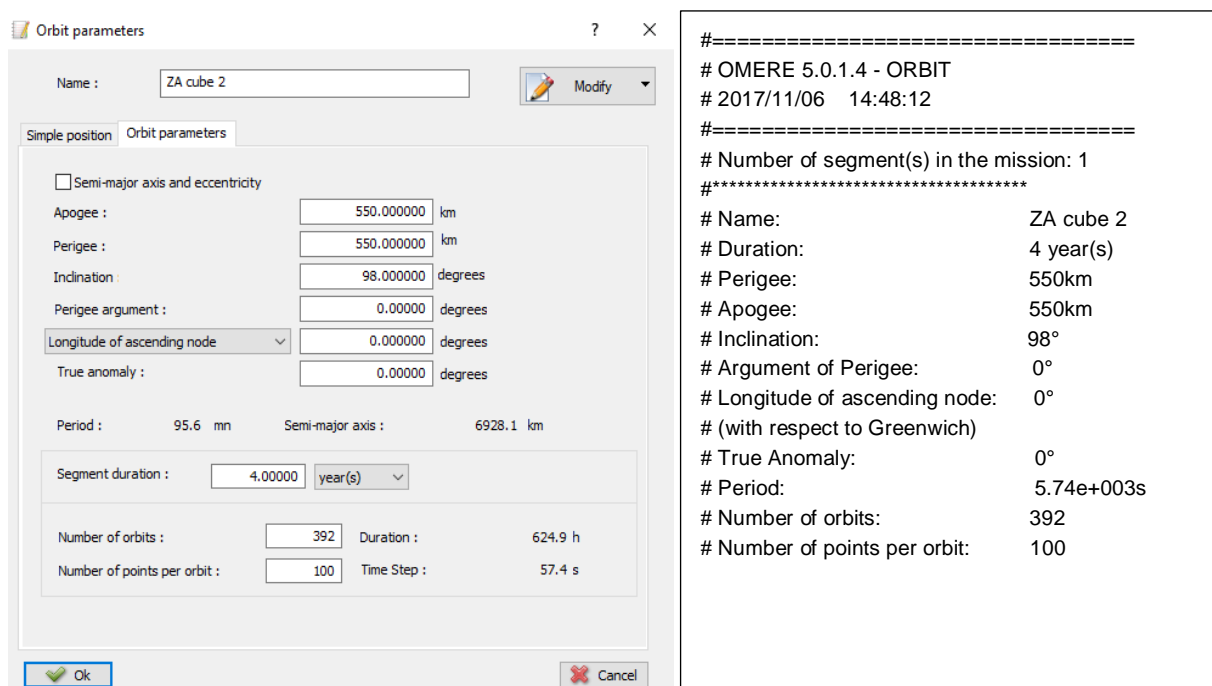 Orbit parameters ?
Name : ZA cube 2 Modify
Simple position Orbit parameters
Semi-major axis and eccentricity
Apogee : 550.000000 km
Perigee : 550.000000 km
Inclination : 98.000000 degrees
Perigee argument : 0.00000 degrees
Longitude of ascending node 0.000000 degrees
True anomaly : 0.00000 degrees
Period : 95.6 mn Semi-major axis : 6928.1 km
Segment duration : 4.00000 year(s)
Number of orbits : 392 Duration : 624.9 h
Number of points per orbit : 100 Time Step : 57.4 s
Ok Cancel
#==================================
# OMERE 5.0.1.4 - ORBIT
# 2017/11/06 14:48:12
#==================================
# Number of segment(s) in the mission: 1
#**************************************
# Name: ZA cube 2
# Duration: 4 year(s)
# Perigee: 550km
# Apogee: 550km
# Inclination: 98°
# Argument of Perigee: 0°
# Longitude of ascending node: 0°
# (with respect to Greenwich)
# True Anomaly: 0°
# Period: 5.74e+003s
# Number of orbits: 392
# Number of points per orbit: 100